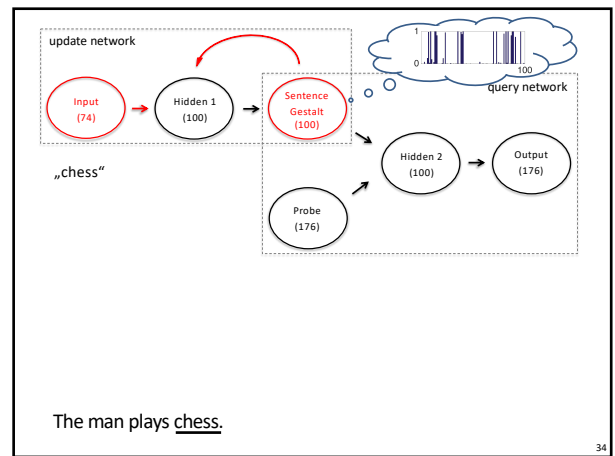 update network
1
0
100
query network
Input
(74)
Hidden 1
(100)
Sentence
Gestalt
(100)
Hidden 2
(100)
Output
(176)
„chess“
Probe
(176)
The man plays chess.
34